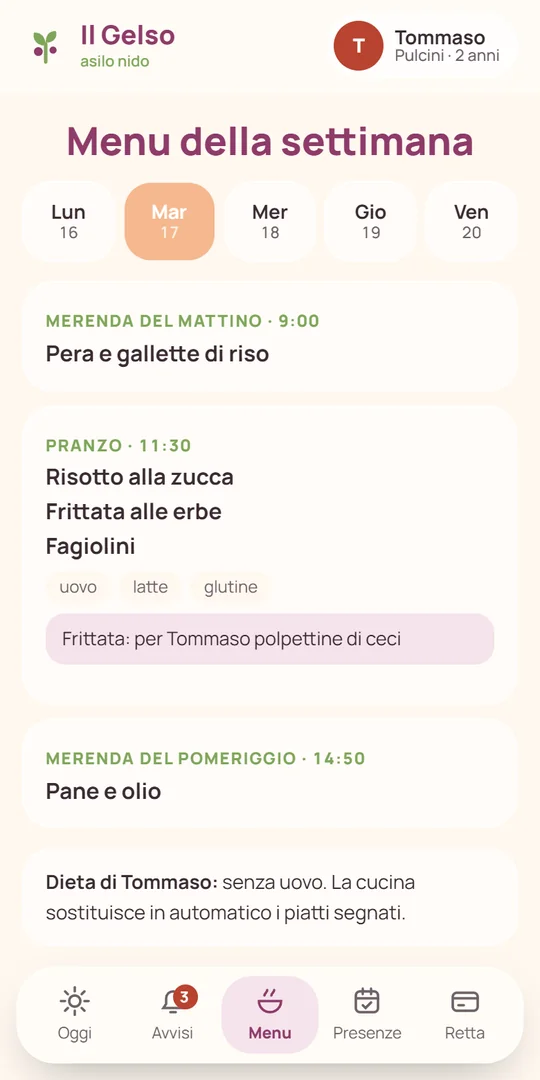 Il Gelso
asilo nido
T
Tommaso
Pulcini · 2 anni
Menu della settimana
Lun
16
Mar
17
Mer
18
Gio
19
Ven
20
MERENDA DEL MATTINO · 9:00
Pera e gallette di riso
PRANZO · 11:30
Risotto alla zucca
Frittata alle erbe
Fagiolini
uovo latte glutine
Frittata: per Tommaso polpettine di ceci
MERENDA DEL POMERIGGIO · 14:50
Pane e olio
Dieta di Tommaso: senza uovo. La cucina
sostituisce in automatico i piatti segnati.
3
Oggi Avvisi Menu Presenze Retta